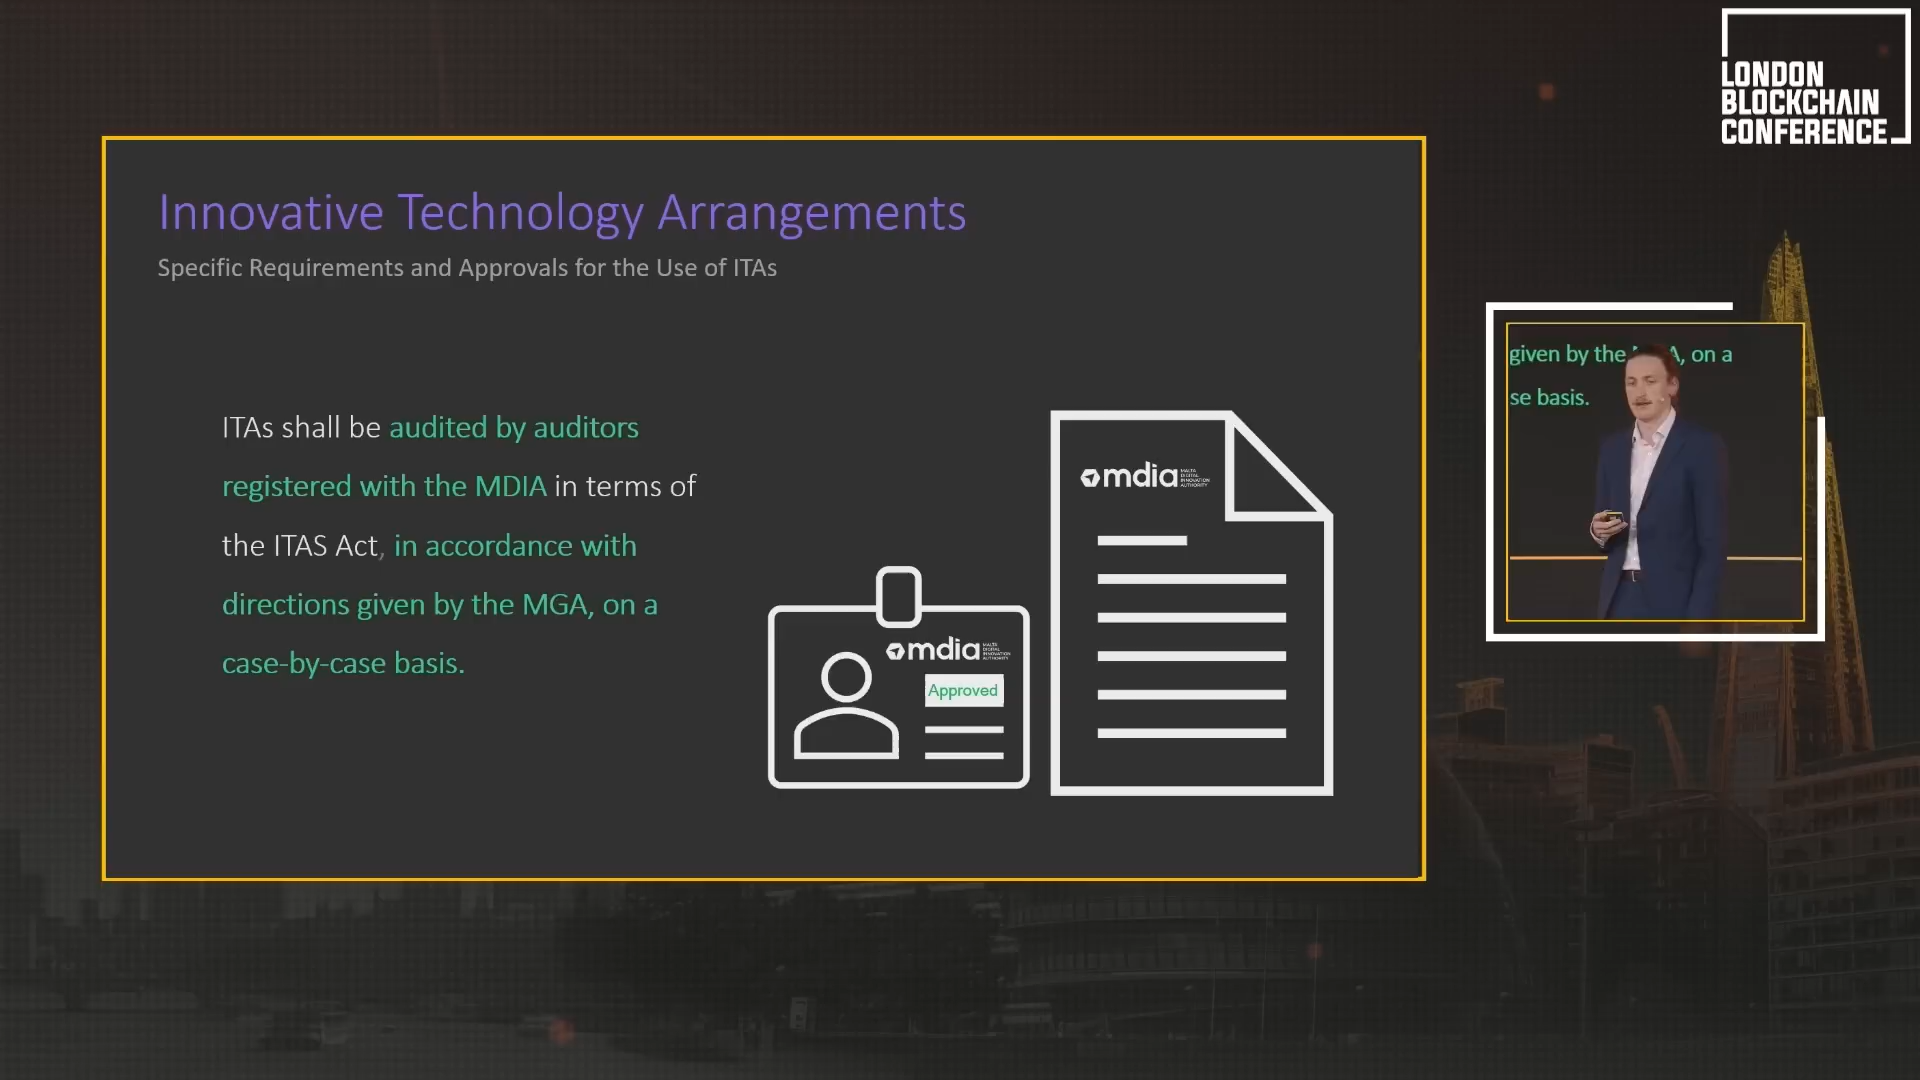 LONDON
BLOCKCHAIN
CONFERENCE
Innovative Technology Arrangements
Specific Requirements and Approvals for the Use of ITAs
ITAs shall be audited by auditors
registered with the MDIA in terms of
the ITAS Act, in accordance with
directions given by the MGA, on a
case-by-case basis.
mdia MALTA
DIGITAL
INNOVATION
AUTHORITY
mdia MALTA
DIGITAL
INNOVATION
AUTHORITY
Approved
given by the A, on a
se basis.